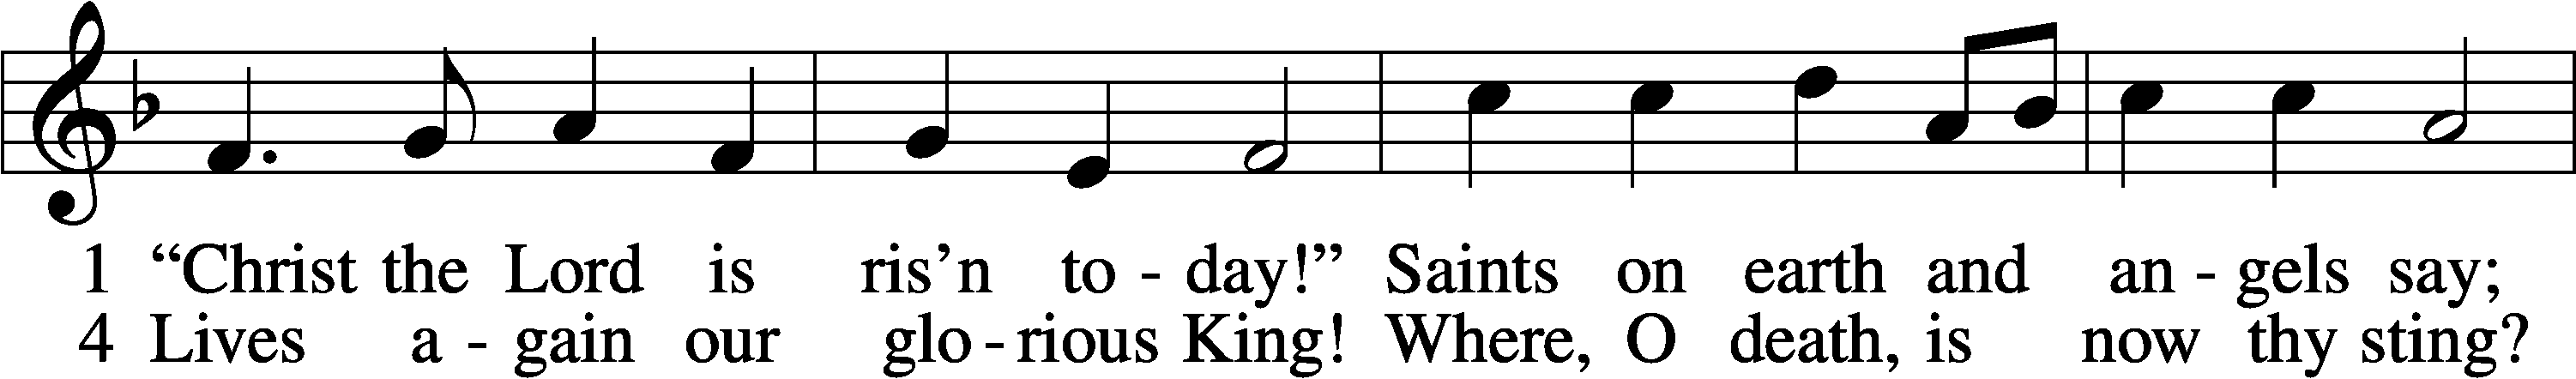 1 “Christ the Lord is ris’n to - day!” Saints on earth and an - gels say;
4 Lives a - gain our glo - rious King! Where, O death, is now thy sting?